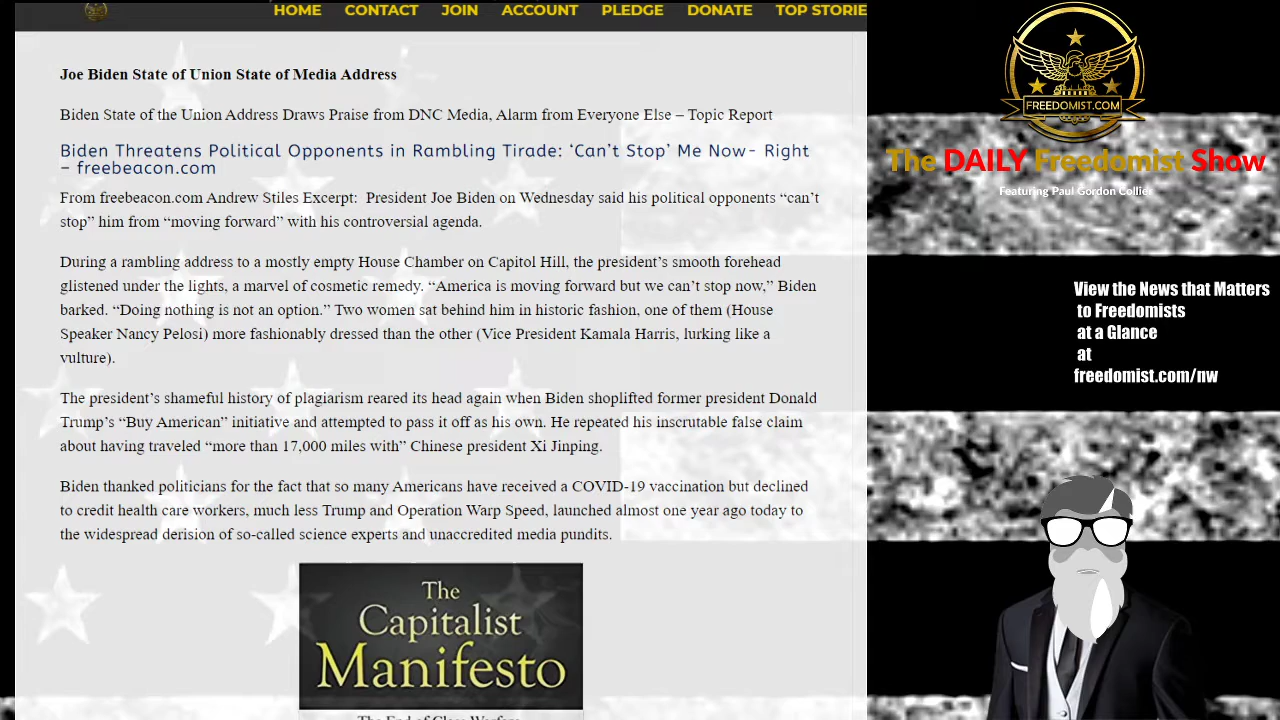 HOME CONTACT JOIN ACCOUNT PLEDGE DONATE TOP STORIE
Joe Biden State of Union State of Media Address
Biden State of the Union Address Draws Praise from DNC Media, Alarm from Everyone Else – Topic Report
Biden Threatens Political Opponents in Rambling Tirade: ‘Can’t Stop’ Me Now- Right
– freebeacon.com
From freebeacon.com Andrew Stiles Excerpt: President Joe Biden on Wednesday said his political opponents “can’t
stop” him from “moving forward” with his controversial agenda.
During a rambling address to a mostly empty House Chamber on Capitol Hill, the president’s smooth forehead
glistened under the lights, a marvel of cosmetic remedy. “America is moving forward but we can’t stop now,” Biden
barked. “Doing nothing is not an option.” Two women sat behind him in historic fashion, one of them (House
Speaker Nancy Pelosi) more fashionably dressed than the other (Vice President Kamala Harris, lurking like a
vulture).
The president’s shameful history of plagiarism reared its head again when Biden shoplifted former president Donald
Trump’s “Buy American” initiative and attempted to pass it off as his own. He repeated his inscrutable false claim
about having traveled “more than 17,000 miles with” Chinese president Xi Jinping.
Biden thanked politicians for the fact that so many Americans have received a COVID-19 vaccination but declined
to credit health care workers, much less Trump and Operation Warp Speed, launched almost one year ago today to
the widespread derision of so-called science experts and unaccredited media pundits.
The
Capitalist
Manifesto
The End of Class Warfare
FREEDOMIST.COM
The DAILY Freedomist Show
Featuring Paul Gordon Collier
View the News that Matters
to Freedomists
at a Glance
at
freedomist.com/nw